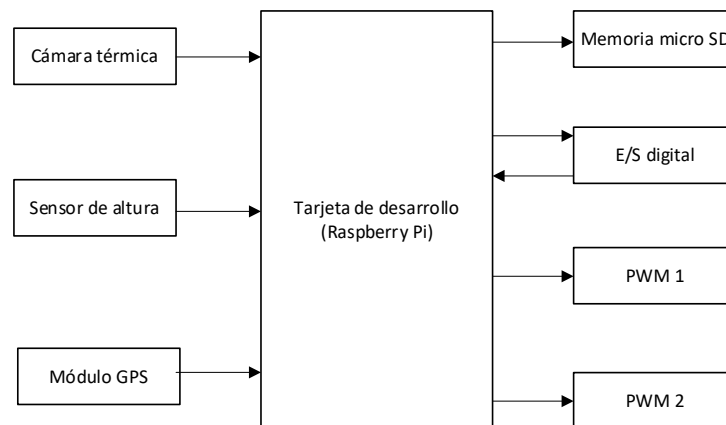 Cámara térmica
Sensor de altura
Módulo GPS
Tarjeta de desarrollo
(Raspberry Pi)
Memoria micro SD
E/S digital
PWM 1
PWM 2